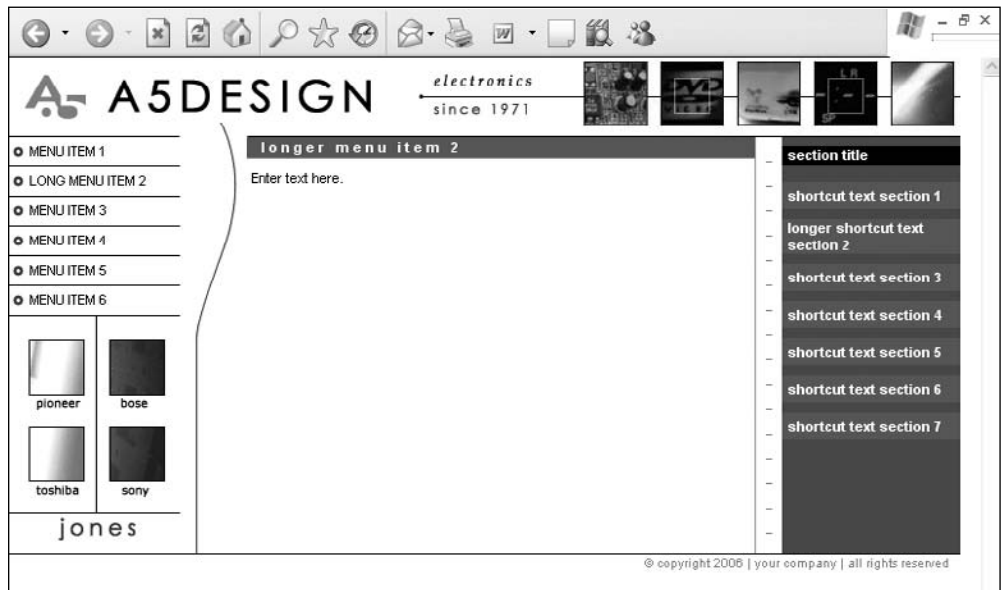 A5DESIGN
electronics
since 1971
MENU ITEM 1
LONG MENU ITEM 2
MENU ITEM 3
MENU ITEM 4
MENU ITEM 5
MENU ITEM 6
pioneer
bose
toshiba
sony
jones
longer menu item 2
Enter text here.
section title
shortcut text section 1
longer shortcut text
section 2
shortcut text section 3
shortcut text section 4
shortcut text section 5
shortcut text section 6
shortcut text section 7
© copyright 2006 | your company | all rights reserved